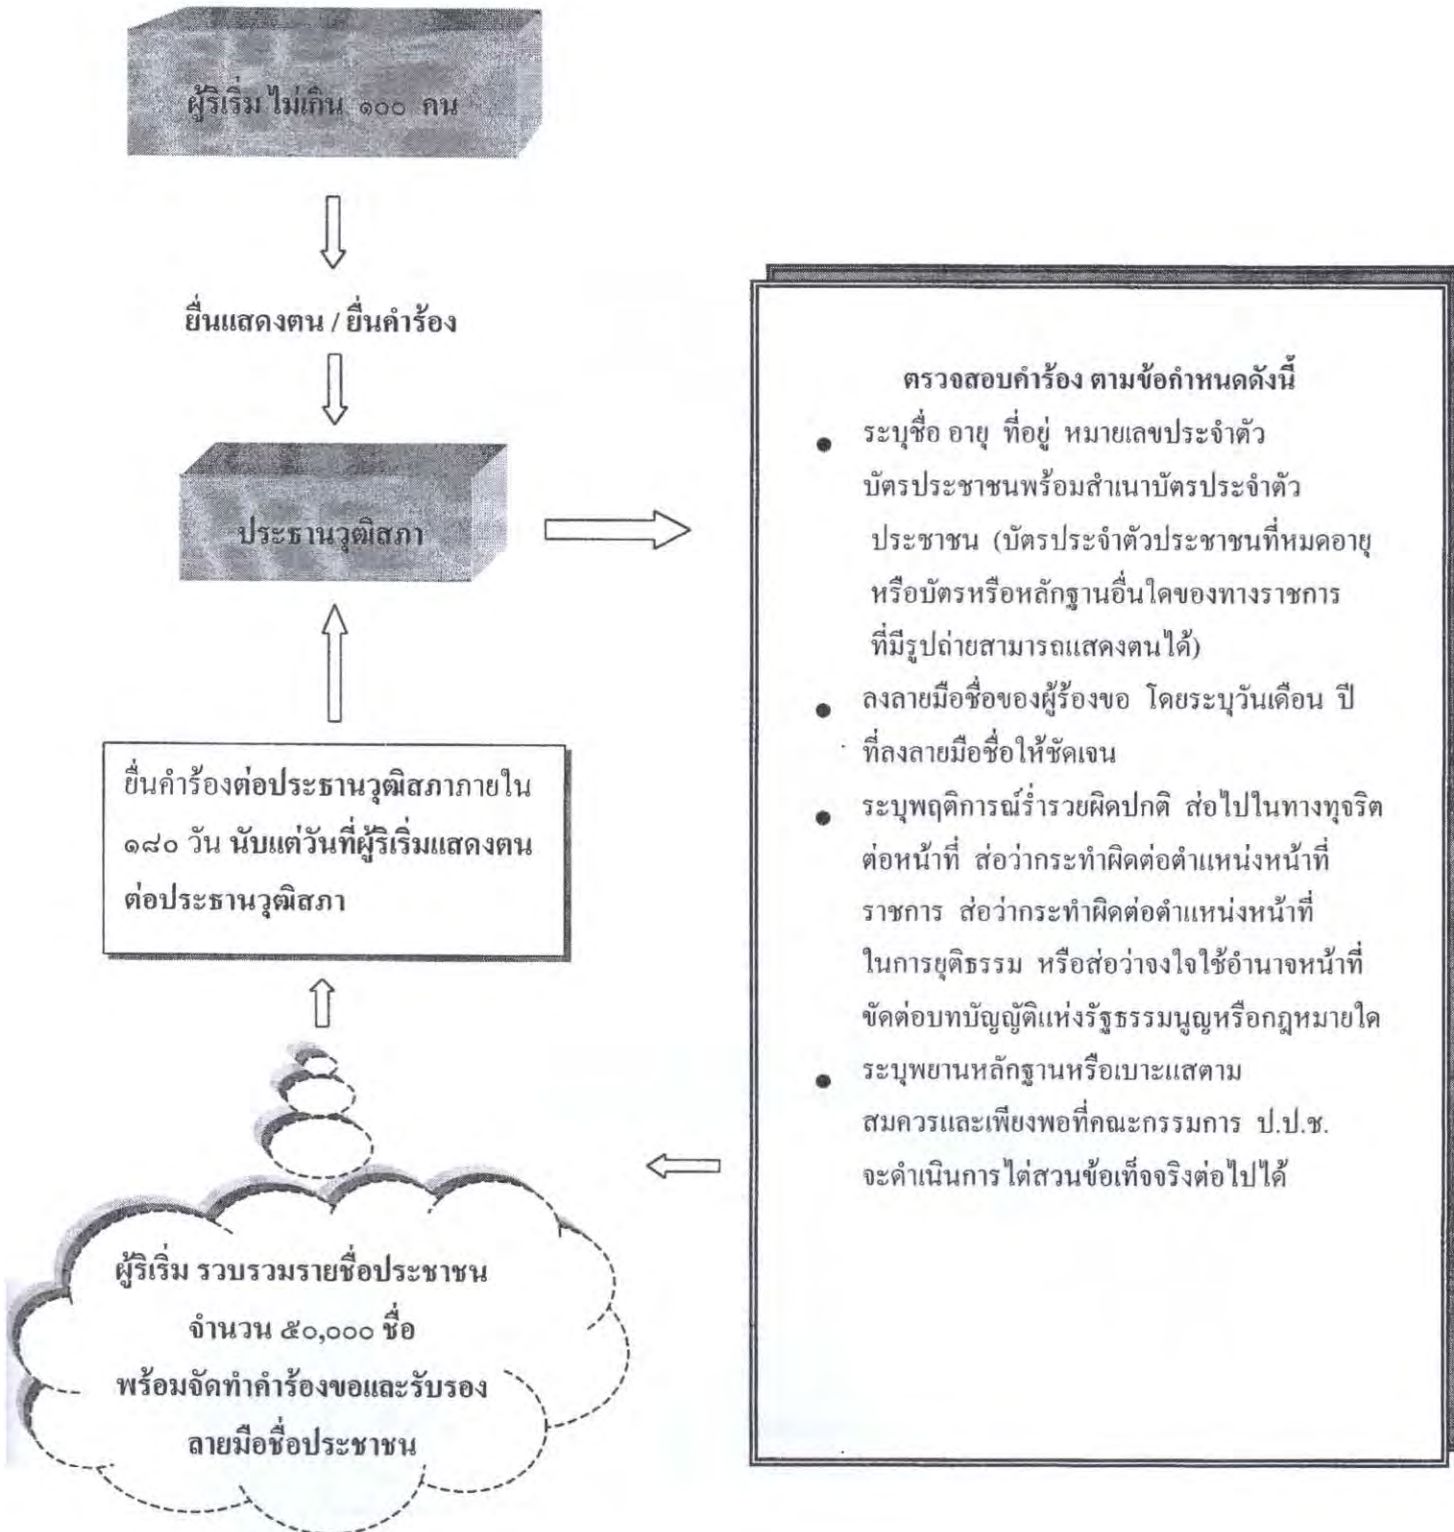 ผู้ริเริ่ม ไม่เกิน ๑๐๐ คน
ยื่นแสดงตน / ยื่นคำร้อง
ประธานวุฒิสภา
ยื่นคำร้องต่อประธานวุฒิสภาภายใน
๑๘๐ วัน นับแต่วันที่ผู้ริเริ่มแสดงตน
ต่อประธานวุฒิสภา
ผู้ริเริ่ม รวบรวมรายชื่อประชาชน
จำนวน ๕๐,๐๐๐ ชื่อ
พร้อมจัดทำคำร้องขอและรับรอง
ลายมือชื่อประชาชน
ตรวจสอบคำร้อง ตามข้อกำหนดดังนี้
● ระบุชื่อ อายุ ที่อยู่ หมายเลขประจำตัว
บัตรประชาชนพร้อมสำเนาบัตรประจำตัว
ประชาชน (บัตรประจำตัวประชาชนที่หมดอายุ
หรือบัตรหรือหลักฐานอื่นใดของทางราชการ
ที่มีรูปถ่ายสามารถแสดงตนได้)
● ลงลายมือชื่อของผู้ร้องขอ โดยระบุวันเดือน ปี
ที่ลงลายมือชื่อให้ชัดเจน
● ระบุพฤติการณ์ร่ำรวยผิดปกติ ส่อไปในทางทุจริต
ต่อหน้าที่ ส่อว่ากระทำผิดต่อตำแหน่งหน้าที่
ราชการ ส่อว่ากระทำผิดต่อตำแหน่งหน้าที่
ในการยุติธรรม หรือส่อว่าจงใจใช้อำนาจหน้าที่
ขัดต่อบทบัญญัติแห่งรัฐธรรมนูญหรือกฎหมายใด
● ระบุพยานหลักฐานหรือเบาะแสตาม
สมควรและเพียงพอที่คณะกรรมการ ป.ป.ช.
จะดำเนินการไต่สวนข้อเท็จจริงต่อไปได้